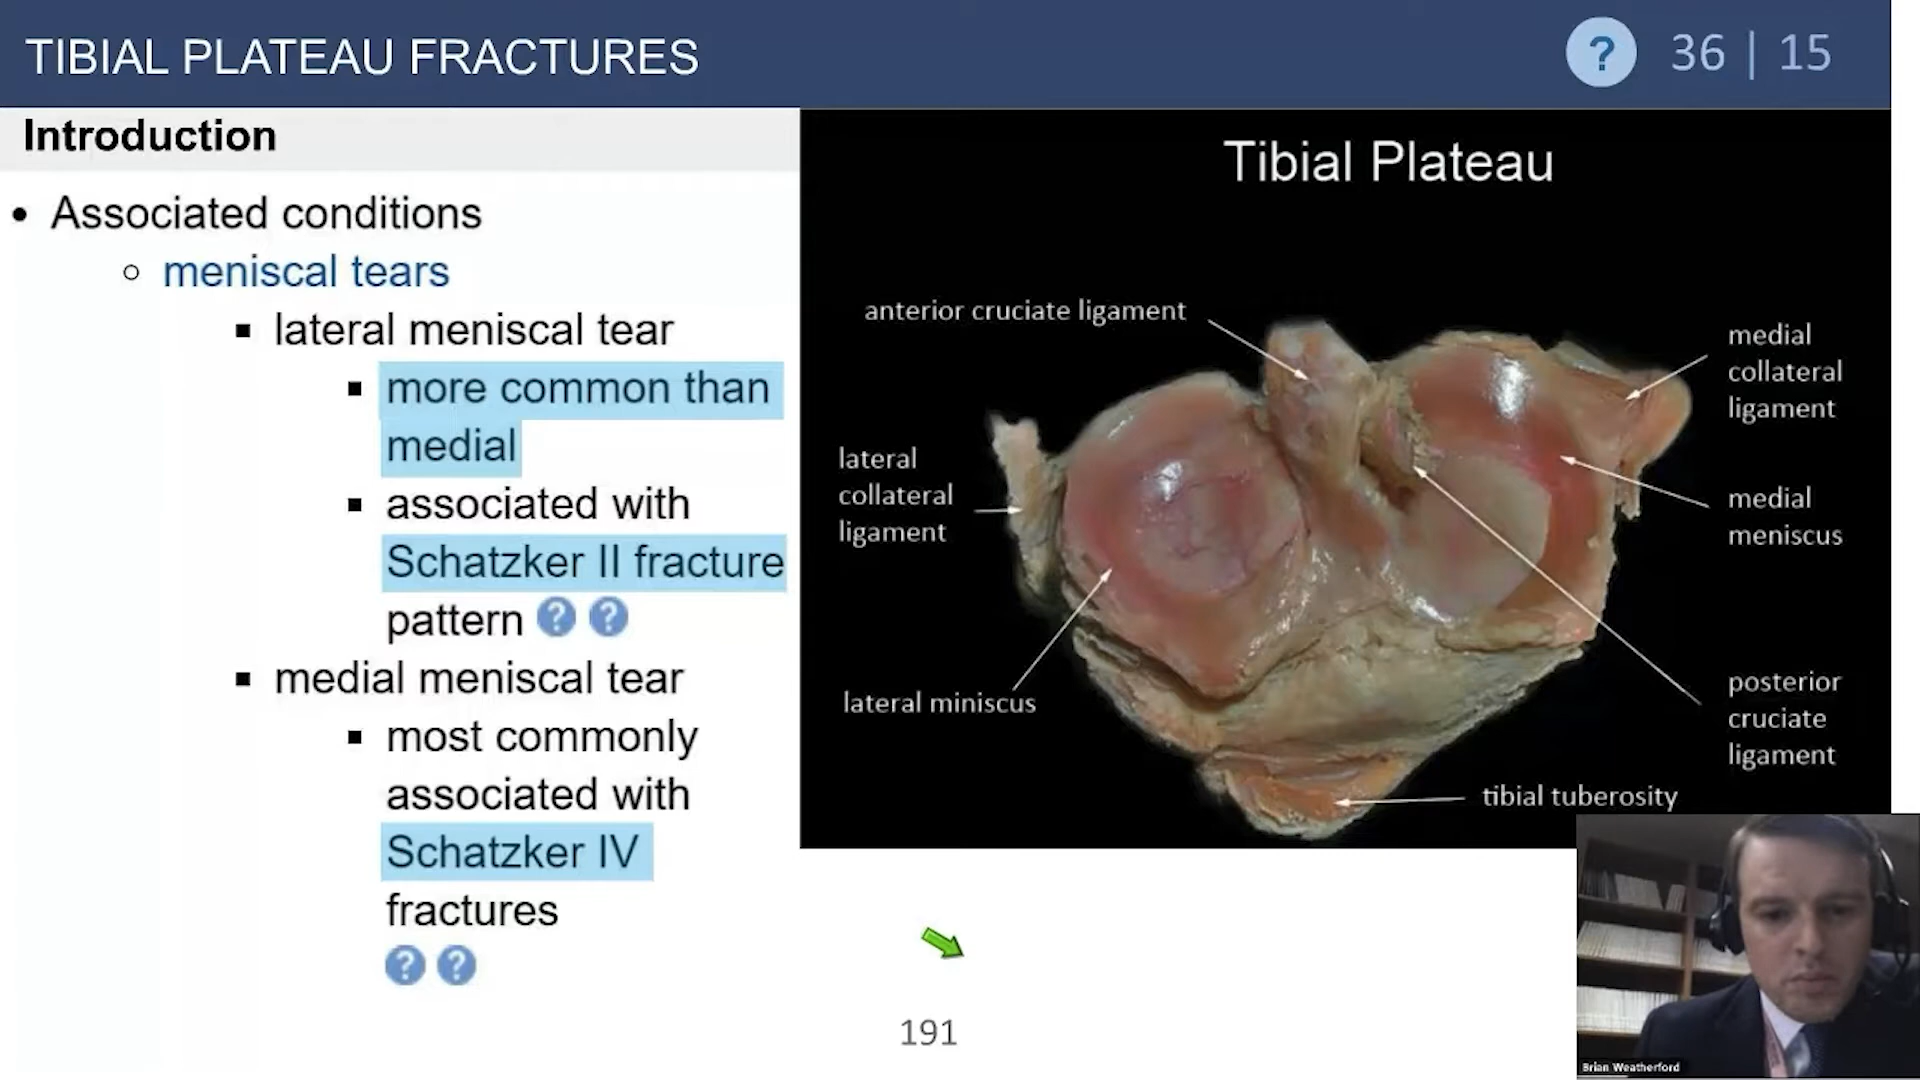 TIBIAL PLATEAU FRACTURES
? 36 | 15
Introduction
• Associated conditions
○ meniscal tears
▪ lateral meniscal tear
▪ more common than
medial
▪ associated with
Schatzker II fracture
pattern ? ?
▪ medial meniscal tear
▪ most commonly
associated with
Schatzker IV
fractures
? ?
Tibial Plateau
anterior cruciate ligament
medial
collateral
ligament
lateral
collateral
ligament
medial
meniscus
lateral miniscus
posterior
cruciate
ligament
tibial tuberosity
191
Brian Weatherford